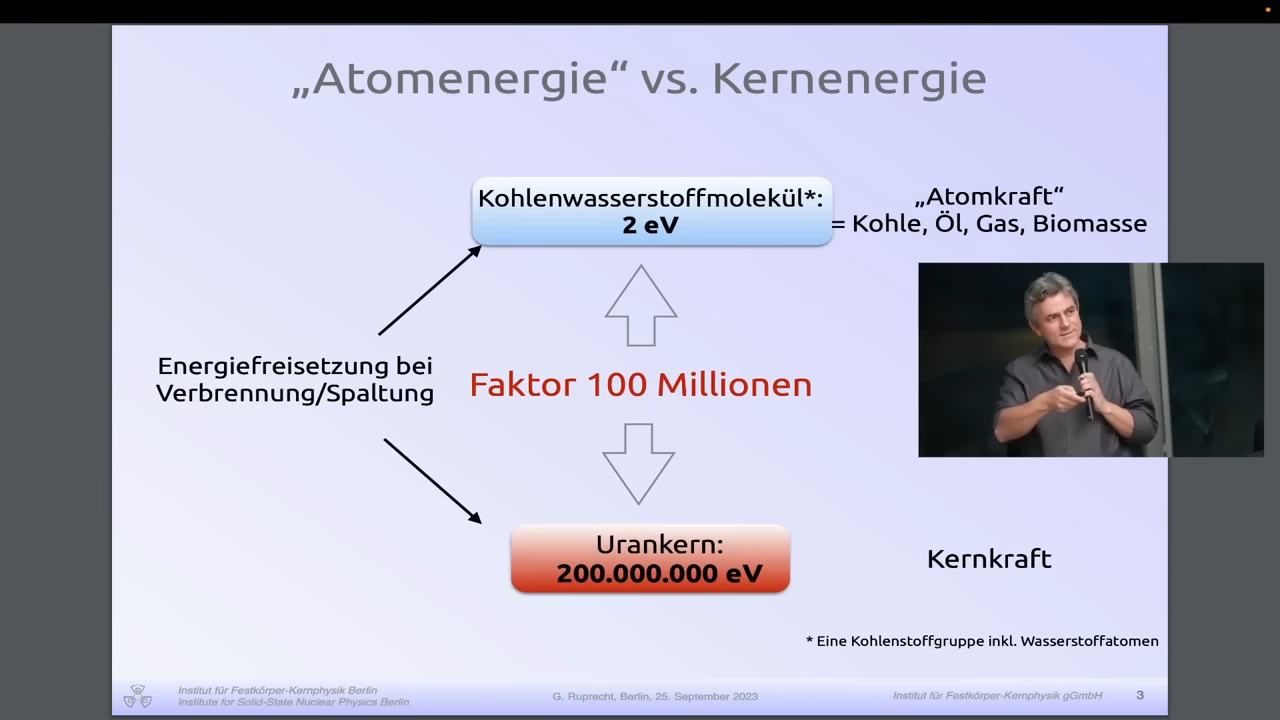 „Atomenergie“ vs. Kernenergie
Kohlenwasserstoffmolekül*:
2 eV
„Atomkraft“
= Kohle, Öl, Gas, Biomasse
Energiefreisetzung bei
Verbrennung/Spaltung
Faktor 100 Millionen
Urankern:
200.000.000 eV
Kernkraft
* Eine Kohlenstoffgruppe inkl. Wasserstoffatomen
Institut für Festkörper-Kernphysik Berlin
Institute for Solid-State Nuclear Physics Berlin
G. Ruprecht, Berlin, 25. September 2023
Institut für Festkörper-Kernphysik gGmbH
3